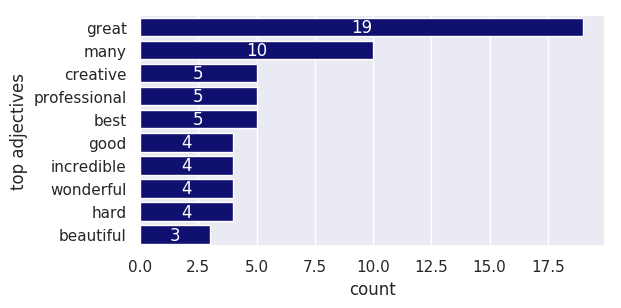 great 19
many 10
creative 5
professional 5
best 5
good 4
incredible 4
wonderful 4
hard 4
beautiful 3
top adjectives
0.0 2.5 5.0 7.5 10.0 12.5 15.0 17.5
count